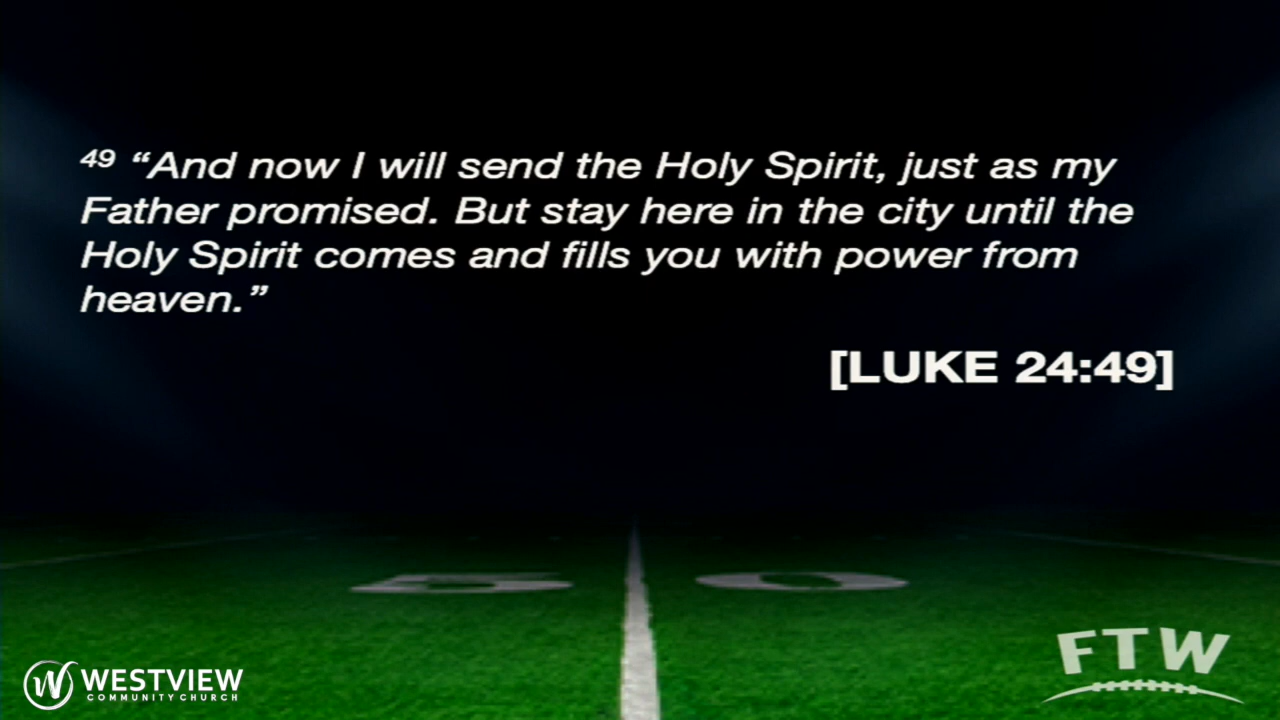 49 “And now I will send the Holy Spirit, just as my
Father promised. But stay here in the city until the
Holy Spirit comes and fills you with power from
heaven.”
[LUKE 24:49]
5 0
FTW
WESTVIEW
COMMUNITY CHURCH